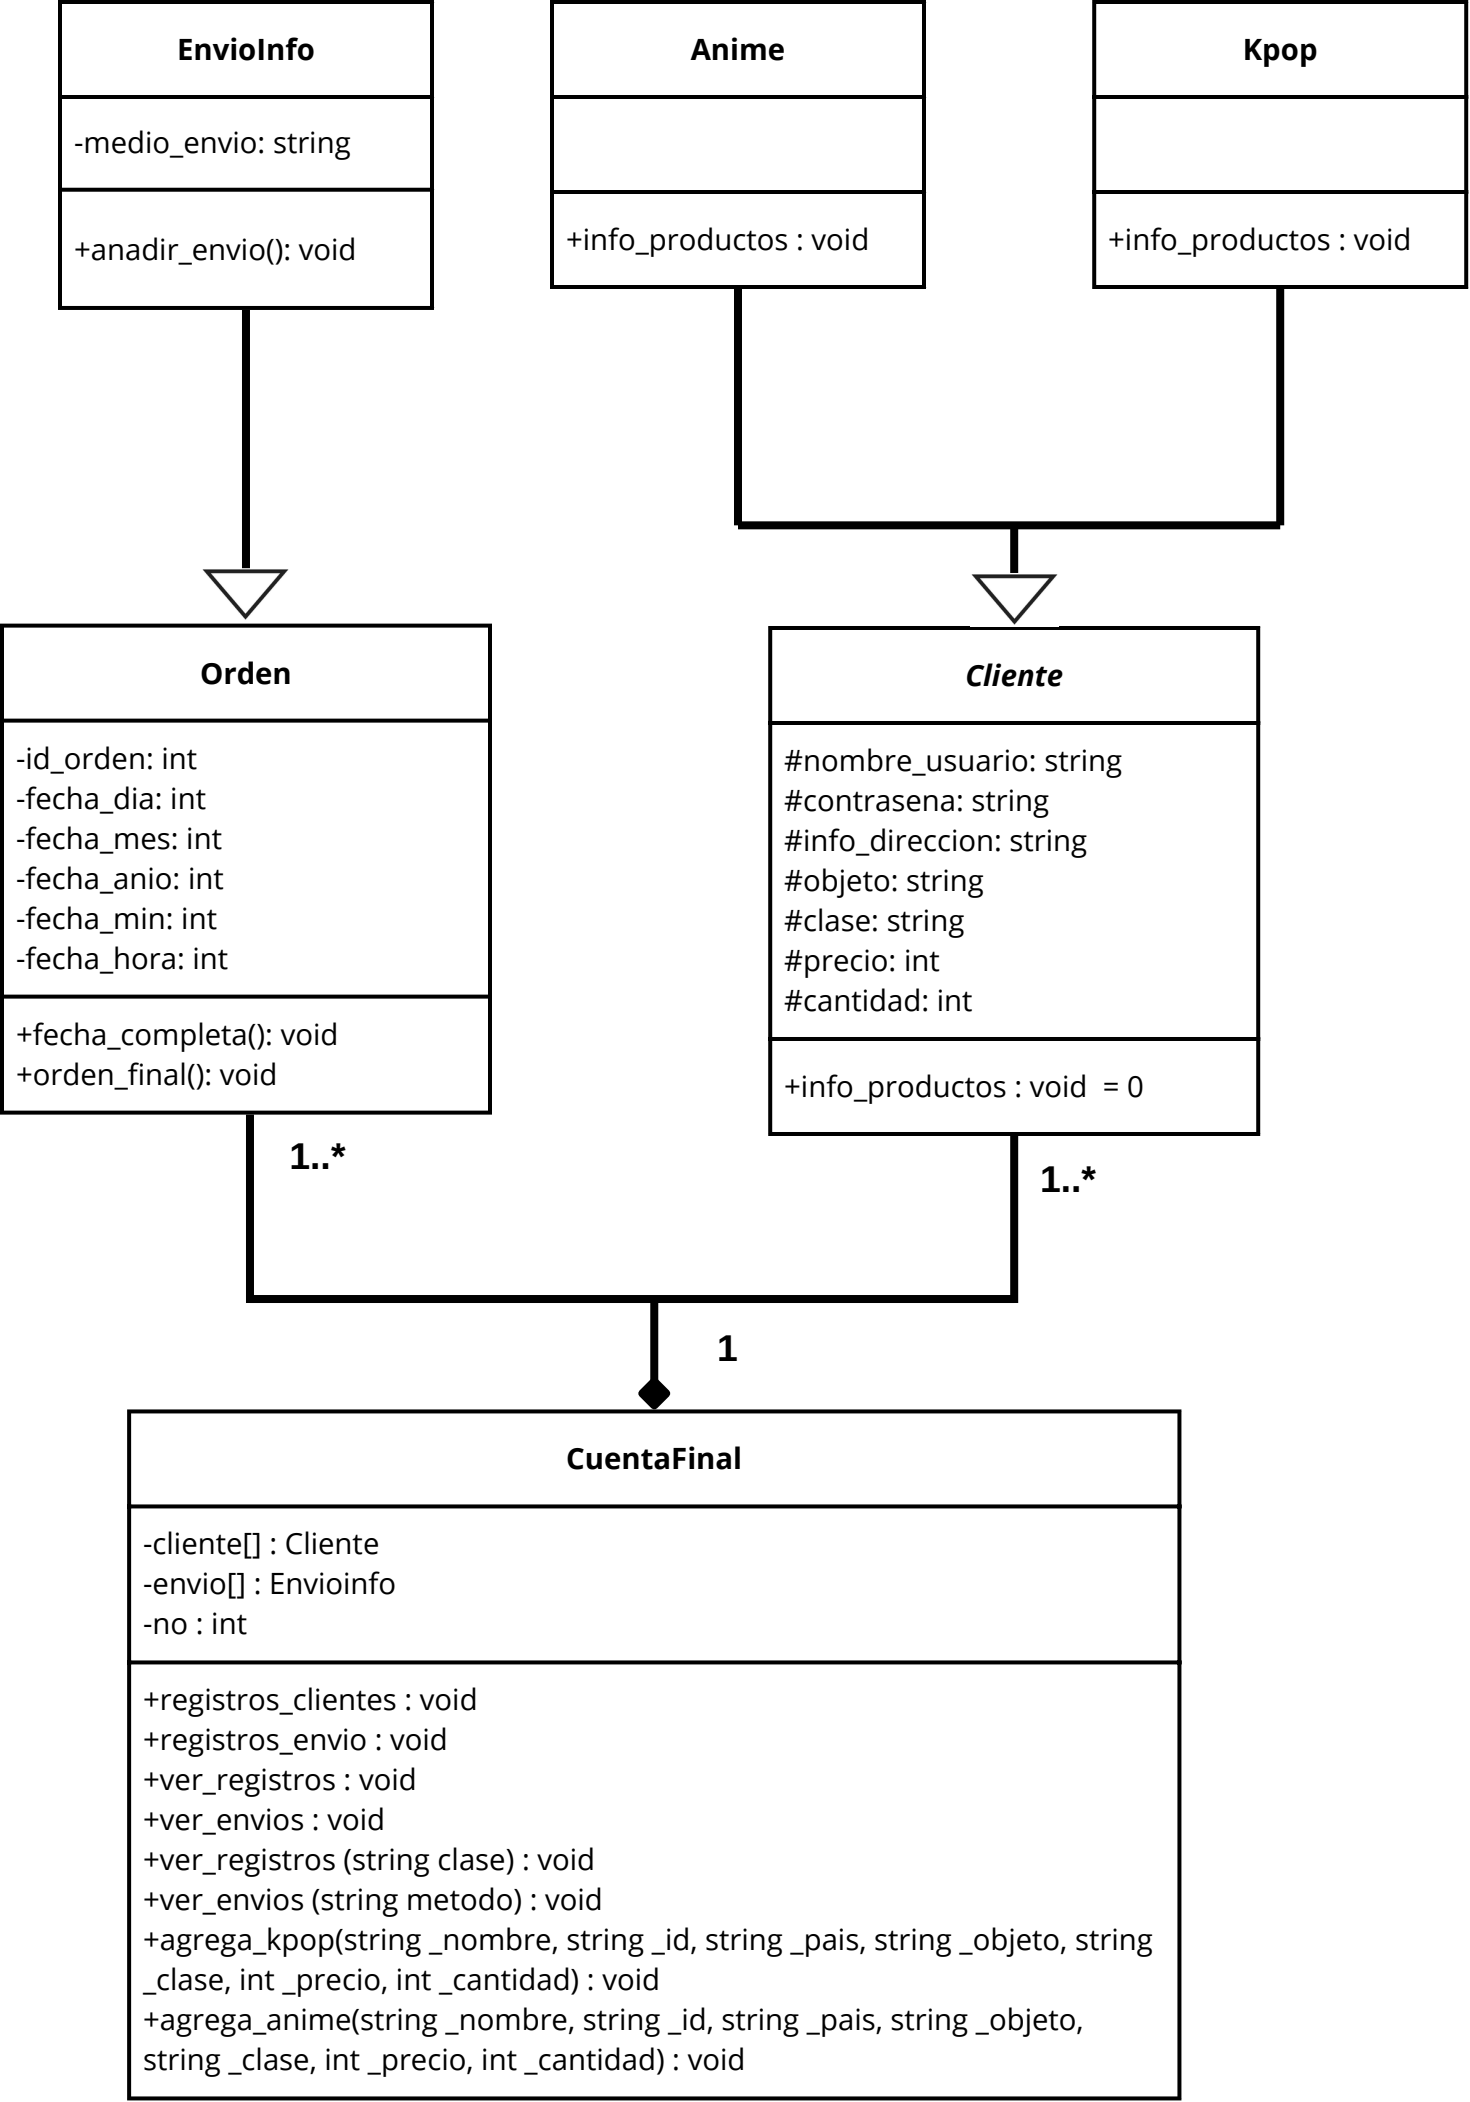 EnvioInfo
-medio_envio: string
+anadir_envio(): void
Anime
+info_productos : void
Kpop
+info_productos : void
Orden
-id_orden: int
-fecha_dia: int
-fecha_mes: int
-fecha_anio: int
-fecha_min: int
-fecha_hora: int
+fecha_completa(): void
+orden_final(): void
1..*
Cliente
#nombre_usuario: string
#contrasena: string
#info_direccion: string
#objeto: string
#clase: string
#precio: int
#cantidad: int
+info_productos : void  = 0
1..*
1
CuentaFinal
-cliente[] : Cliente
-envio[] : Envioinfo
-no : int
+registros_clientes : void
+registros_envio : void
+ver_registros : void
+ver_envios : void
+ver_registros (string clase) : void
+ver_envios (string metodo) : void
+agrega_kpop(string _nombre, string _id, string _pais, string _objeto, string
_clase, int _precio, int _cantidad) : void
+agrega_anime(string _nombre, string _id, string _pais, string _objeto,
string _clase, int _precio, int _cantidad) : void